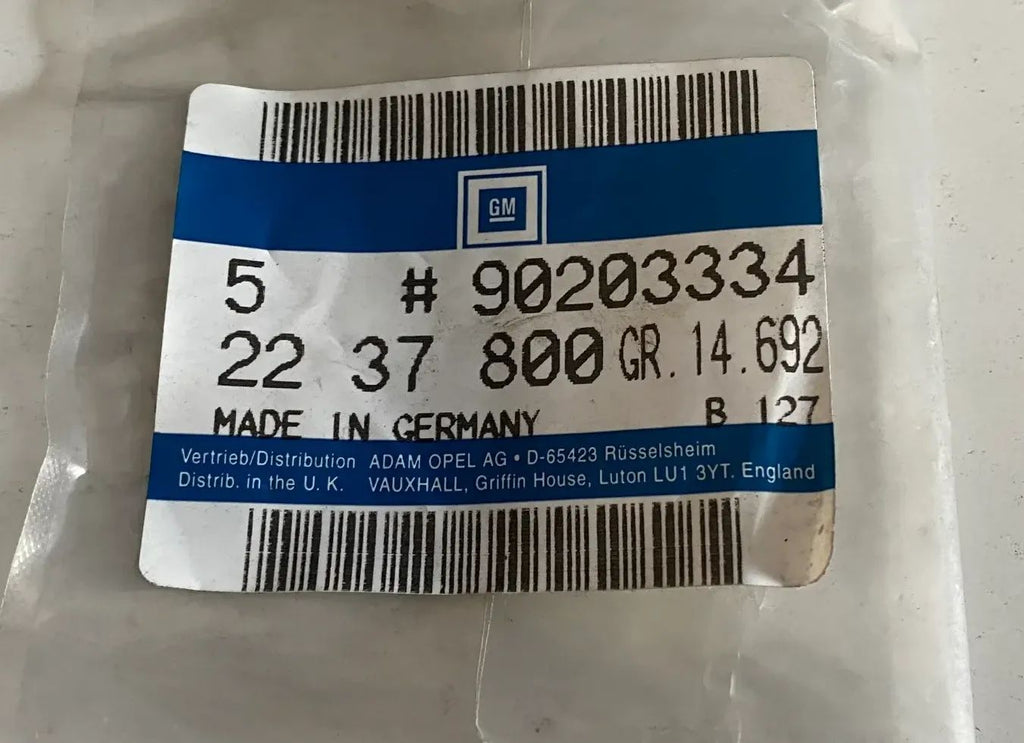 GM
5 # 90203334
22 37 800 GR. 14.692
MADE IN GERMANY B 127
Vertrieb/Distribution ADAM OPEL AG • D-65423 Rüsselsheim
Distrib. in the U. K. VAUXHALL, Griffin House, Luton LU1 3YT. England